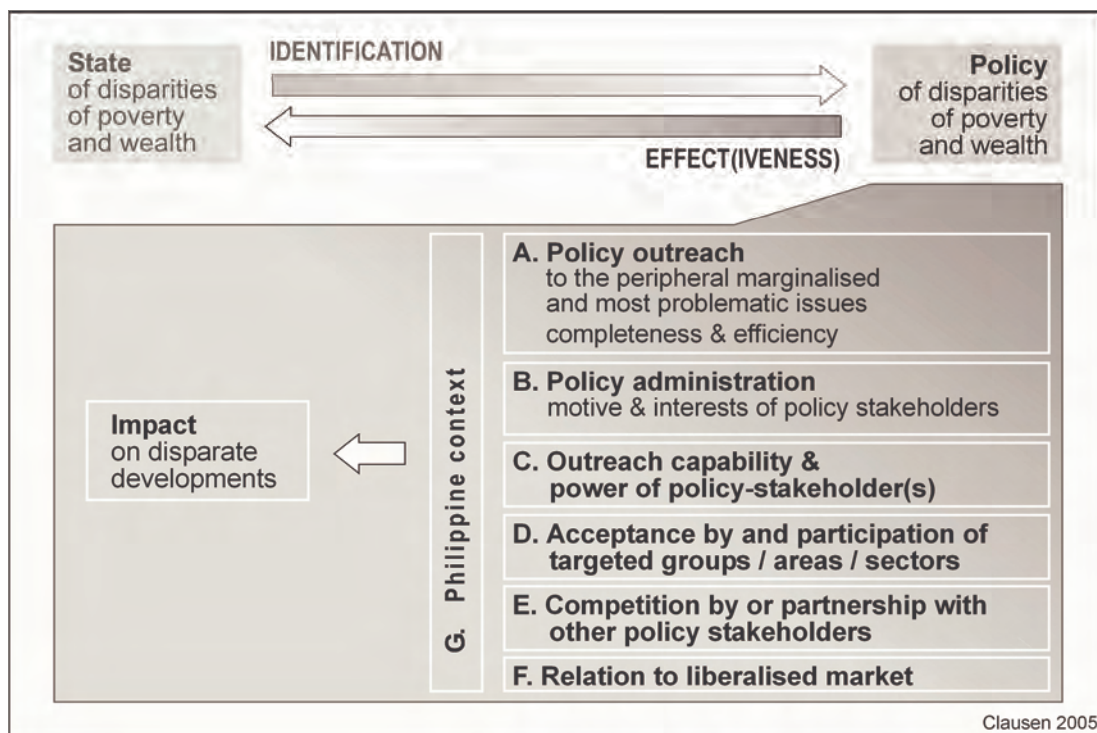 IDENTIFICATION
State
of disparities
of poverty
and wealth
Policy
of disparities
of poverty
and wealth
EFFECT(IVENESS)
A. Policy outreach
to the peripheral marginalised
and most problematic issues
completeness & efficiency
B. Policy administration
motive & interests of policy stakeholders
C. Outreach capability &
power of policy-stakeholder(s)
D. Acceptance by and participation of
targeted groups / areas / sectors
E. Competition by or partnership with
other policy stakeholders
F. Relation to liberalised market
G. Philippine context
Impact
on disparate
developments
Clausen 2005